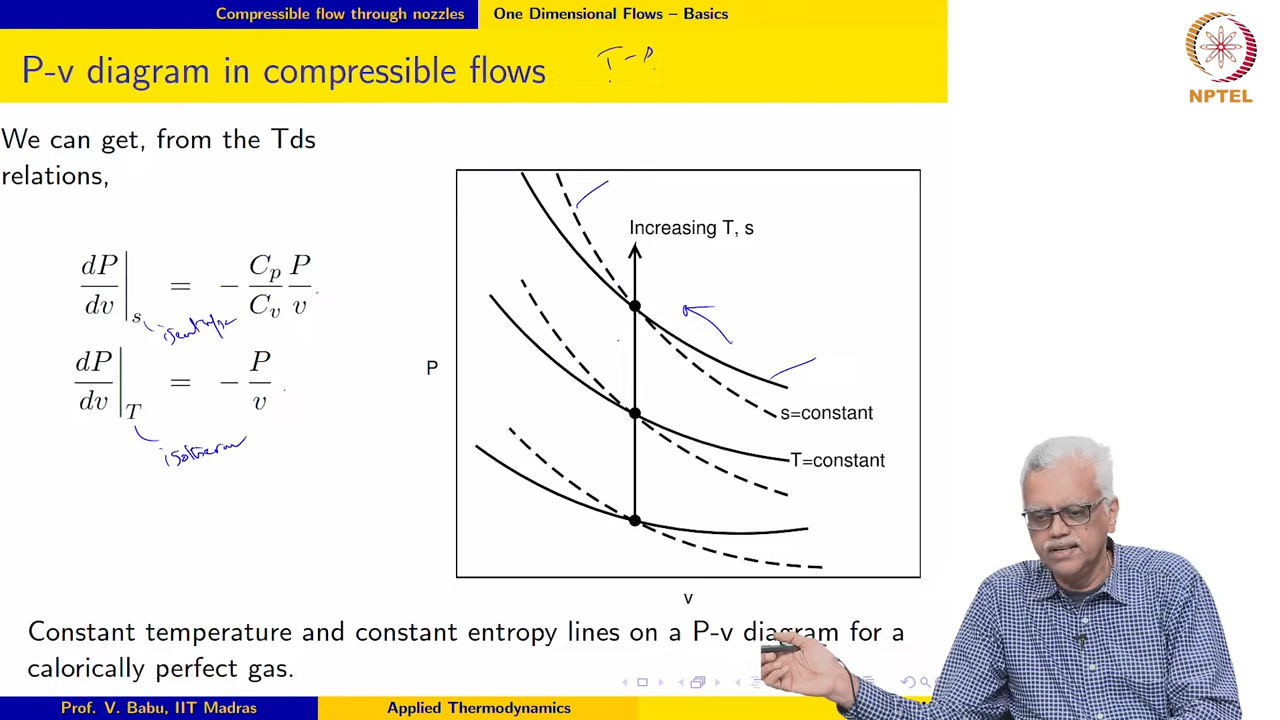 Compressible flow through nozzles One Dimensional Flows – Basics
P-v diagram in compressible flows T – P
NPTEL
We can get, from the Tds
relations,
dP/dv|s = − Cp/Cv P/v
isentrope
dP/dv|T = − P/v
isotherm
Increasing T, s
P
s=constant
T=constant
v
Constant temperature and constant entropy lines on a P-v diagram for a
calorically perfect gas.
Prof. V. Babu, IIT Madras Applied Thermodynamics